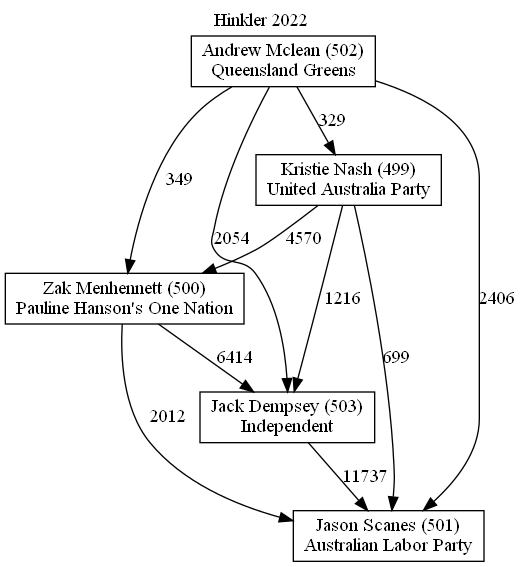 Hinkler 2022
Andrew Mclean (502)
Queensland Greens
329
Kristie Nash (499)
United Australia Party
349
2054
4570
Zak Menhennett (500)
Pauline Hanson's One Nation
1216
2406
6414
699
Jack Dempsey (503)
Independent
2012
11737
Jason Scanes (501)
Australian Labor Party